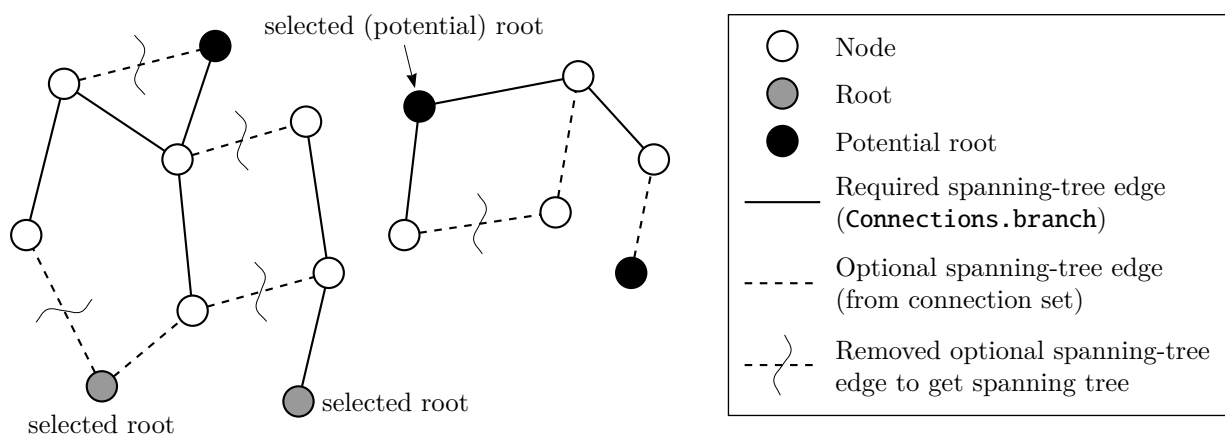 selected (potential) root
selected root
selected root
Node
Root
Potential root
Required spanning-tree edge
(Connections.branch)
Optional spanning-tree edge
(from connection set)
Removed optional spanning-tree
edge to get spanning tree